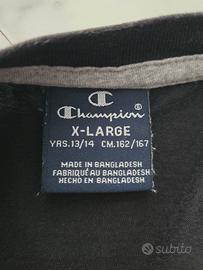 Champion
X-LARGE
YRS.13/14 CM.162/167
MADE IN BANGLADESH
FABRIQUÉ AU BANGLADESH
HECHO EN BANGLADESH
subito